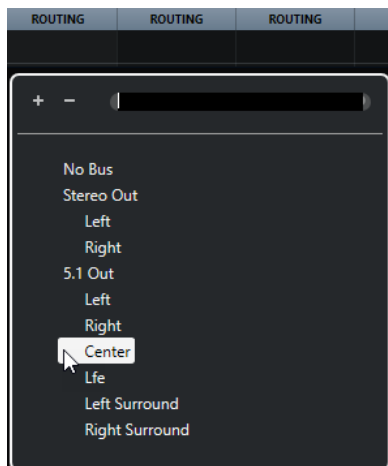 ROUTING ROUTING ROUTING
+ −
No Bus
Stereo Out
Left
Right
5.1 Out
Left
Right
Center
Lfe
Left Surround
Right Surround